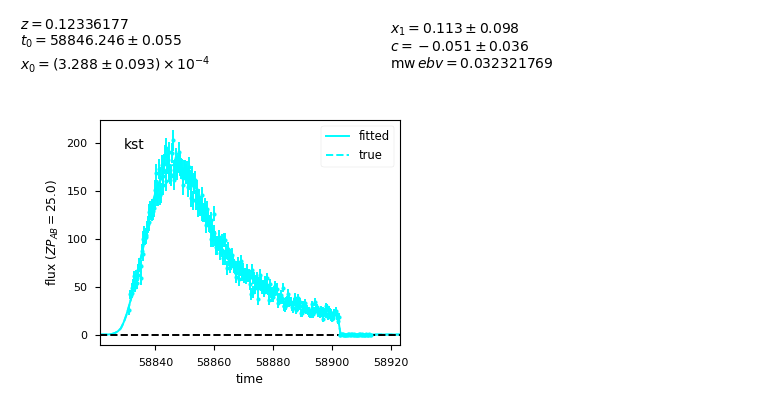 z = 0.12336177
t₀ = 58846.246 ± 0.055
x₀ = (3.288 ± 0.093) × 10⁻⁴
x₁ = 0.113 ± 0.098
c = −0.051 ± 0.036
mw ebv = 0.032321769
kst
fitted
true
200
150
100
50
0
flux (ZP_AB = 25.0)
58840 58860 58880 58900 58920
time